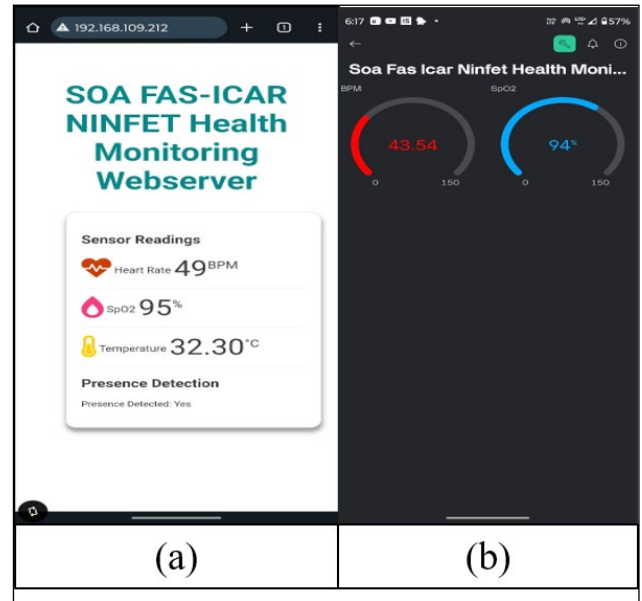 192.168.109.212
1
SOA FAS-ICAR
NINFET Health
Monitoring
Webserver
Sensor Readings
Heart Rate 49BPM
SpO2 95%
Temperature 32.30°C
Presence Detection
Presence Detected: Yes
(a)
6:17
57%
Soa Fas Icar Ninfet Health Moni...
BPM
SpO2
43.54
94%
0 150
0 150
(b)